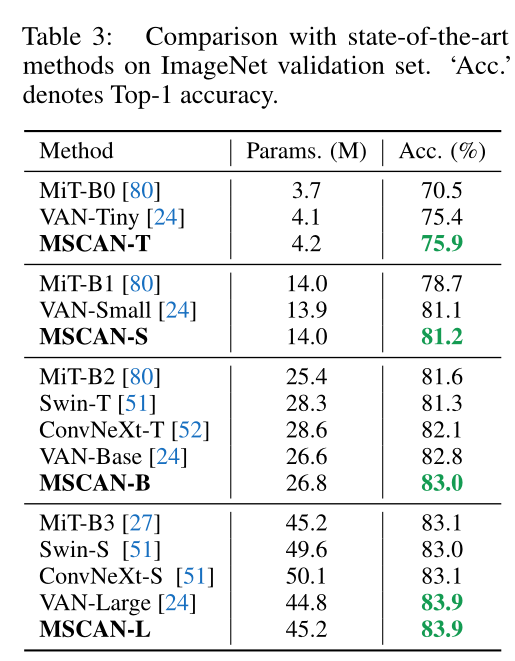 Table 3: Comparison with state-of-the-art
methods on ImageNet validation set. ‘Acc.’
denotes Top-1 accuracy.
Method Params. (M) Acc. (%)
MiT-B0 [80] 3.7 70.5
VAN-Tiny [24] 4.1 75.4
MSCAN-T 4.2 75.9
MiT-B1 [80] 14.0 78.7
VAN-Small [24] 13.9 81.1
MSCAN-S 14.0 81.2
MiT-B2 [80] 25.4 81.6
Swin-T [51] 28.3 81.3
ConvNeXt-T [52] 28.6 82.1
VAN-Base [24] 26.6 82.8
MSCAN-B 26.8 83.0
MiT-B3 [27] 45.2 83.1
Swin-S [51] 49.6 83.0
ConvNeXt-S [51] 50.1 83.1
VAN-Large [24] 44.8 83.9
MSCAN-L 45.2 83.9